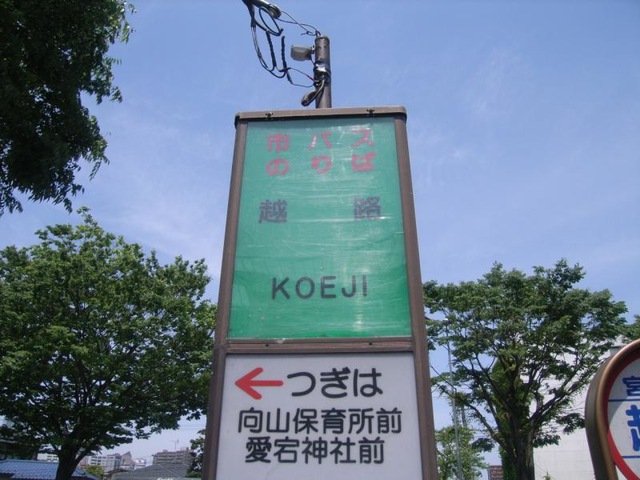 市バス
のりば
越路
KOEJI
← つぎは
向山保育所前
愛宕神社前
宮